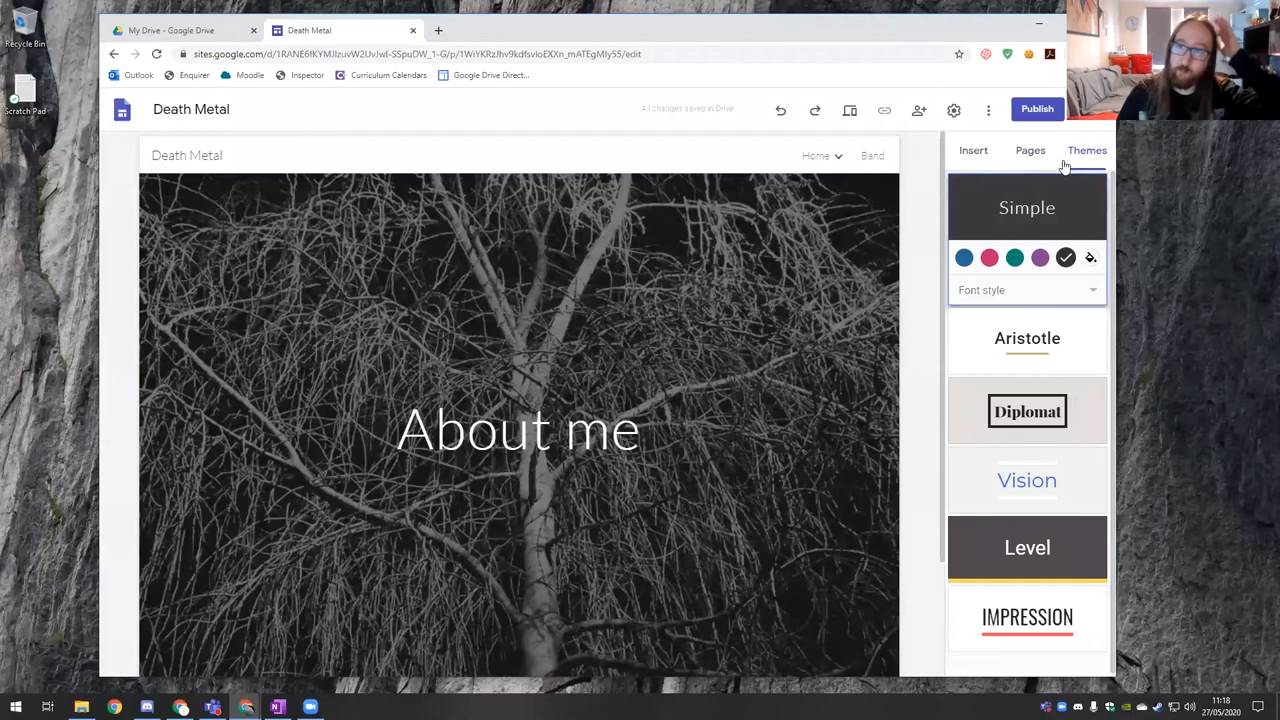 Recycle Bin
Scratch Pad
My Drive - Google Drive
Death Metal
sites.google.com/d/1RANE6fKYMJIzuvW2UvJwI-SSpuDW_1-G/p/1WiYKRzJhv9kdfsvIoEXXn_mATEgMIy55/edit
Outlook
Enquirer
Moodle
Inspector
Curriculum Calendars
Google Drive Direct...
Death Metal
All changes saved in Drive
Publish
Death Metal
Home
Band
About me
Insert
Pages
Themes
Simple
Font style
Aristotle
Diplomat
Vision
Level
IMPRESSION
11:18
27/05/2020